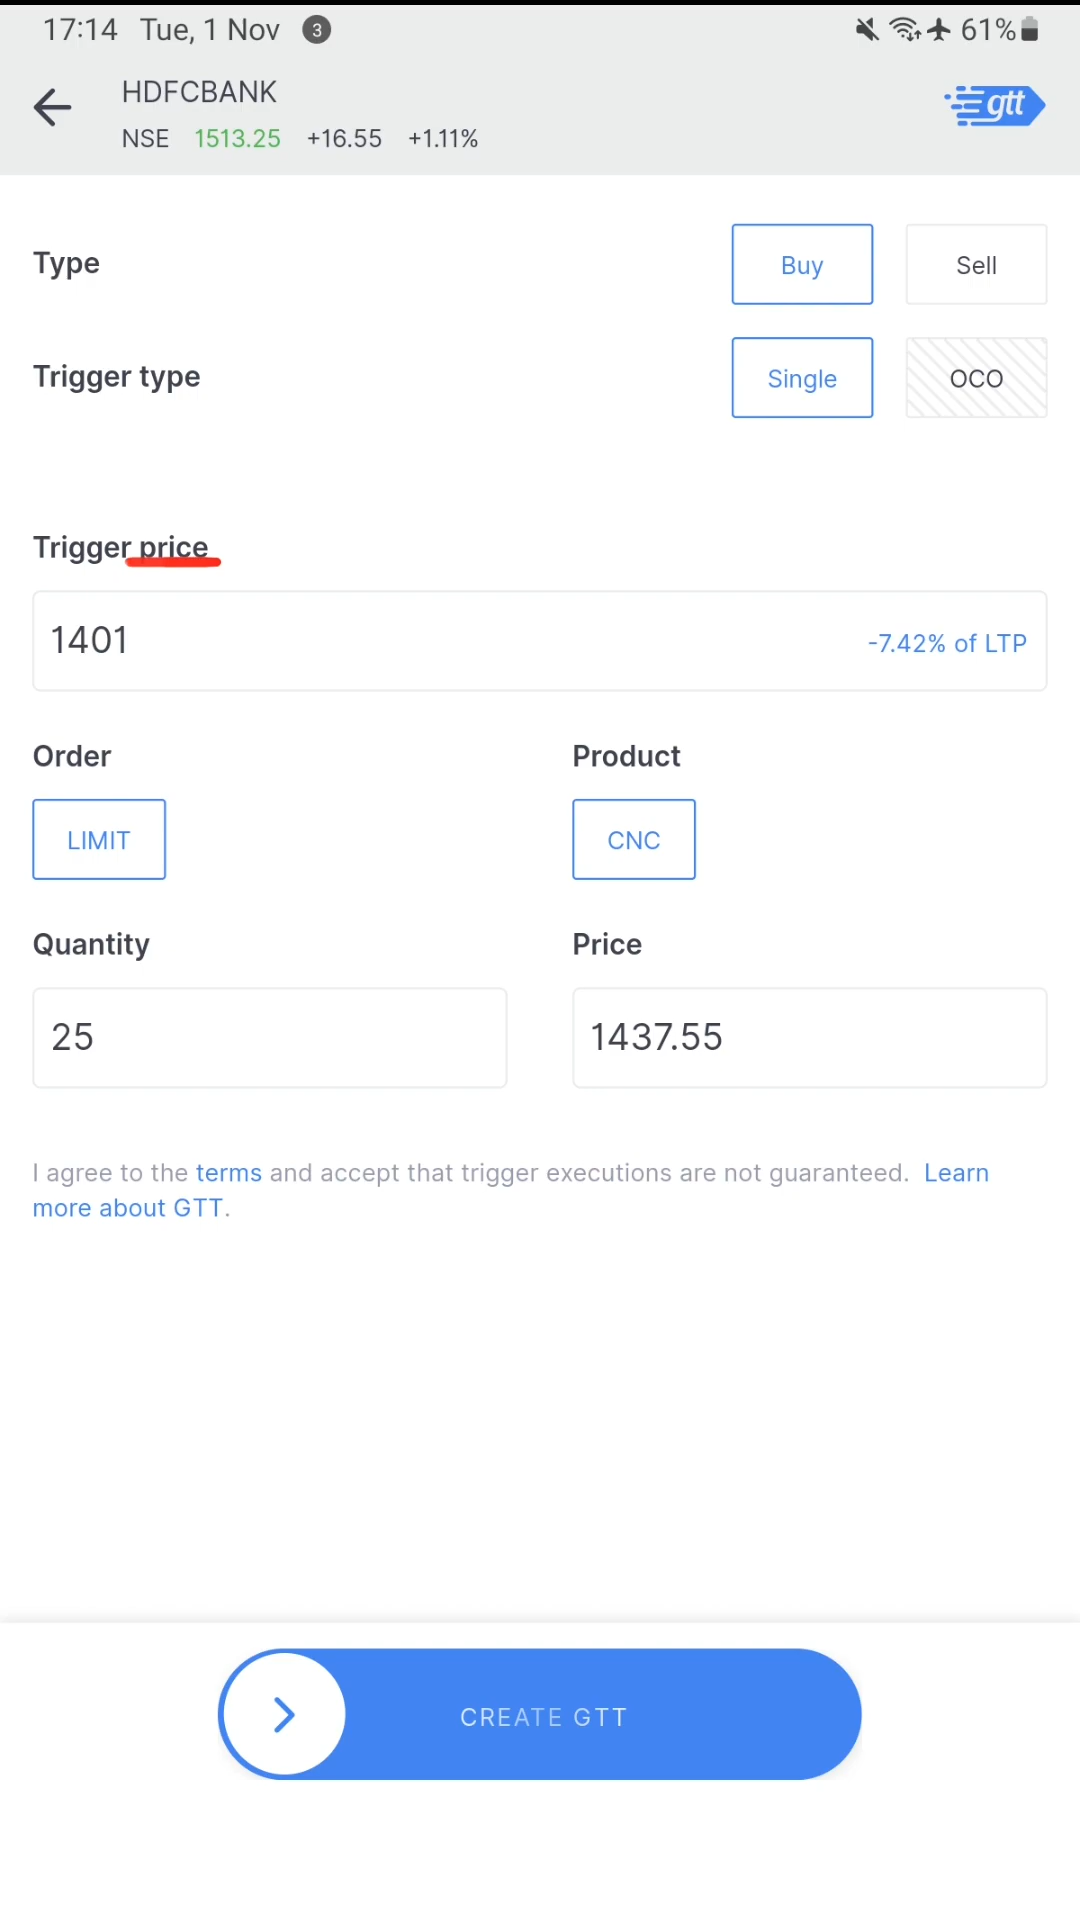 17:14 Tue, 1 Nov 3 61%
HDFCBANK
gtt
NSE 1513.25 +16.55 +1.11%
Type Buy Sell
Trigger type Single OCO
Trigger price
1401 -7.42% of LTP
Order Product
LIMIT CNC
Quantity Price
25 1437.55
I agree to the terms and accept that trigger executions are not guaranteed. Learn
more about GTT.
CREATE GTT